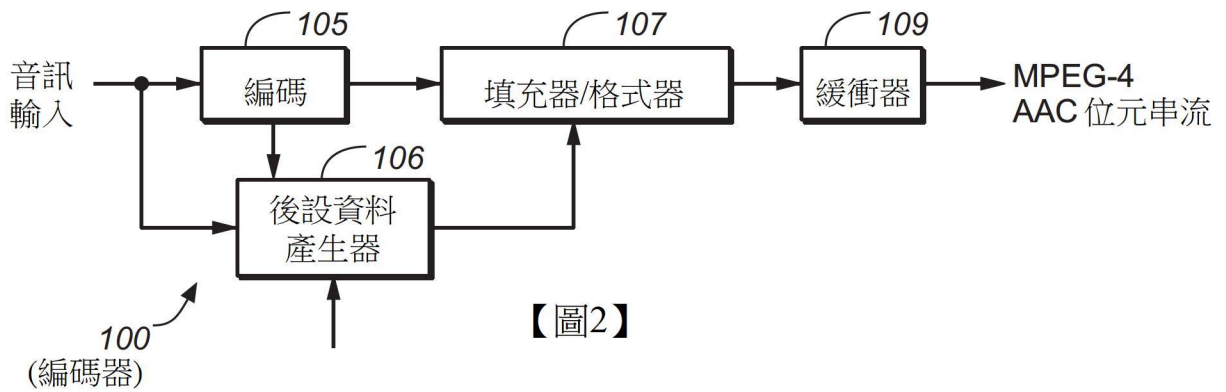 105
107
109
音訊
輸入
編碼
填充器/格式器
緩衝器
MPEG-4
AAC 位元串流
106
後設資料
產生器
100
(編碼器)
【圖2】